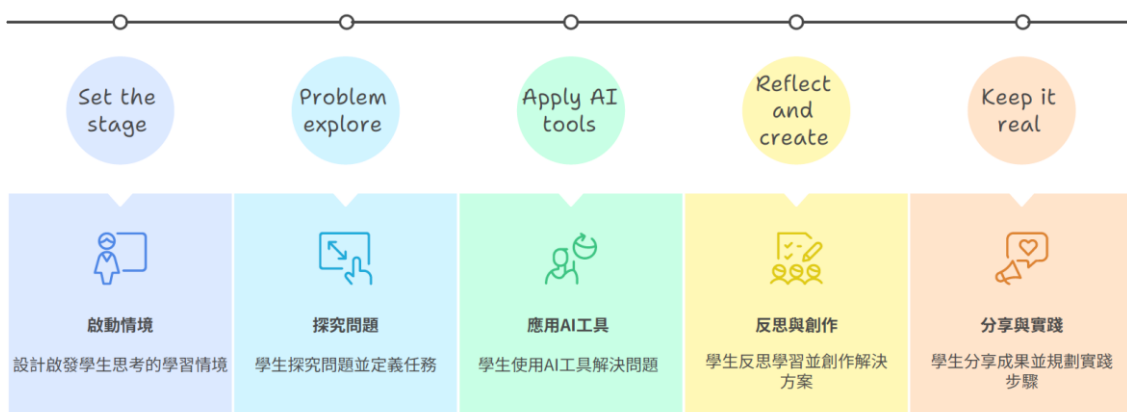 Set the
stage
Problem
explore
Apply AI
tools
Reflect
and
create
Keep it
real
啟動情境
設計啟發學生思考的學習情境
探究問題
學生探究問題並定義任務
應用AI工具
學生使用AI工具解決問題
反思與創作
學生反思學習並創作解決
方案
分享與實踐
學生分享成果並規劃實踐
步驟